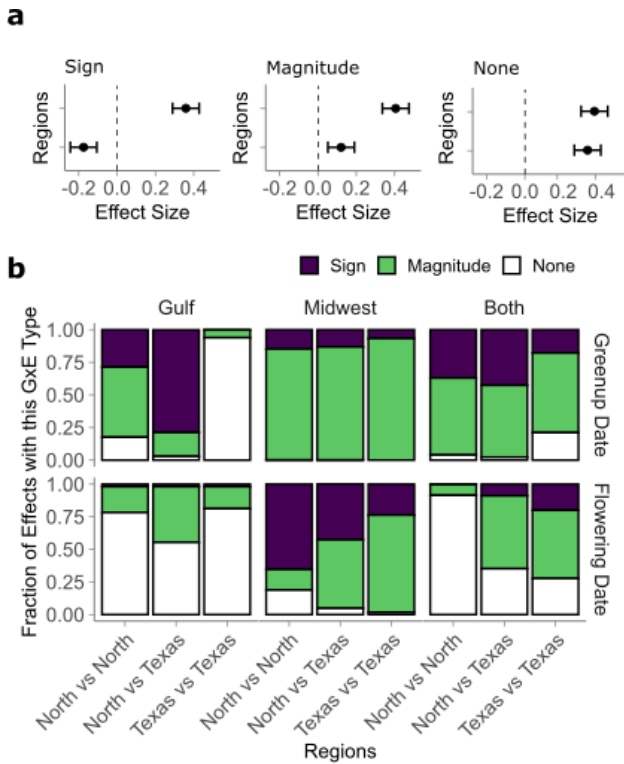 a
Sign
Magnitude
None
Regions
Regions
Regions
-0.2 0.0 0.2 0.4
-0.2 0.0 0.2 0.4
-0.2 0.0 0.2 0.4
Effect Size
Effect Size
Effect Size
b
Sign Magnitude None
Gulf Midwest Both
Fraction of Effects with this GxE Type
1.00
0.75
0.50
0.25
0.00
Greenup Date
1.00
0.75
0.50
0.25
0.00
Flowering Date
North vs North
North vs Texas
Texas vs Texas
North vs North
North vs Texas
Texas vs Texas
North vs North
North vs Texas
Texas vs Texas
Regions